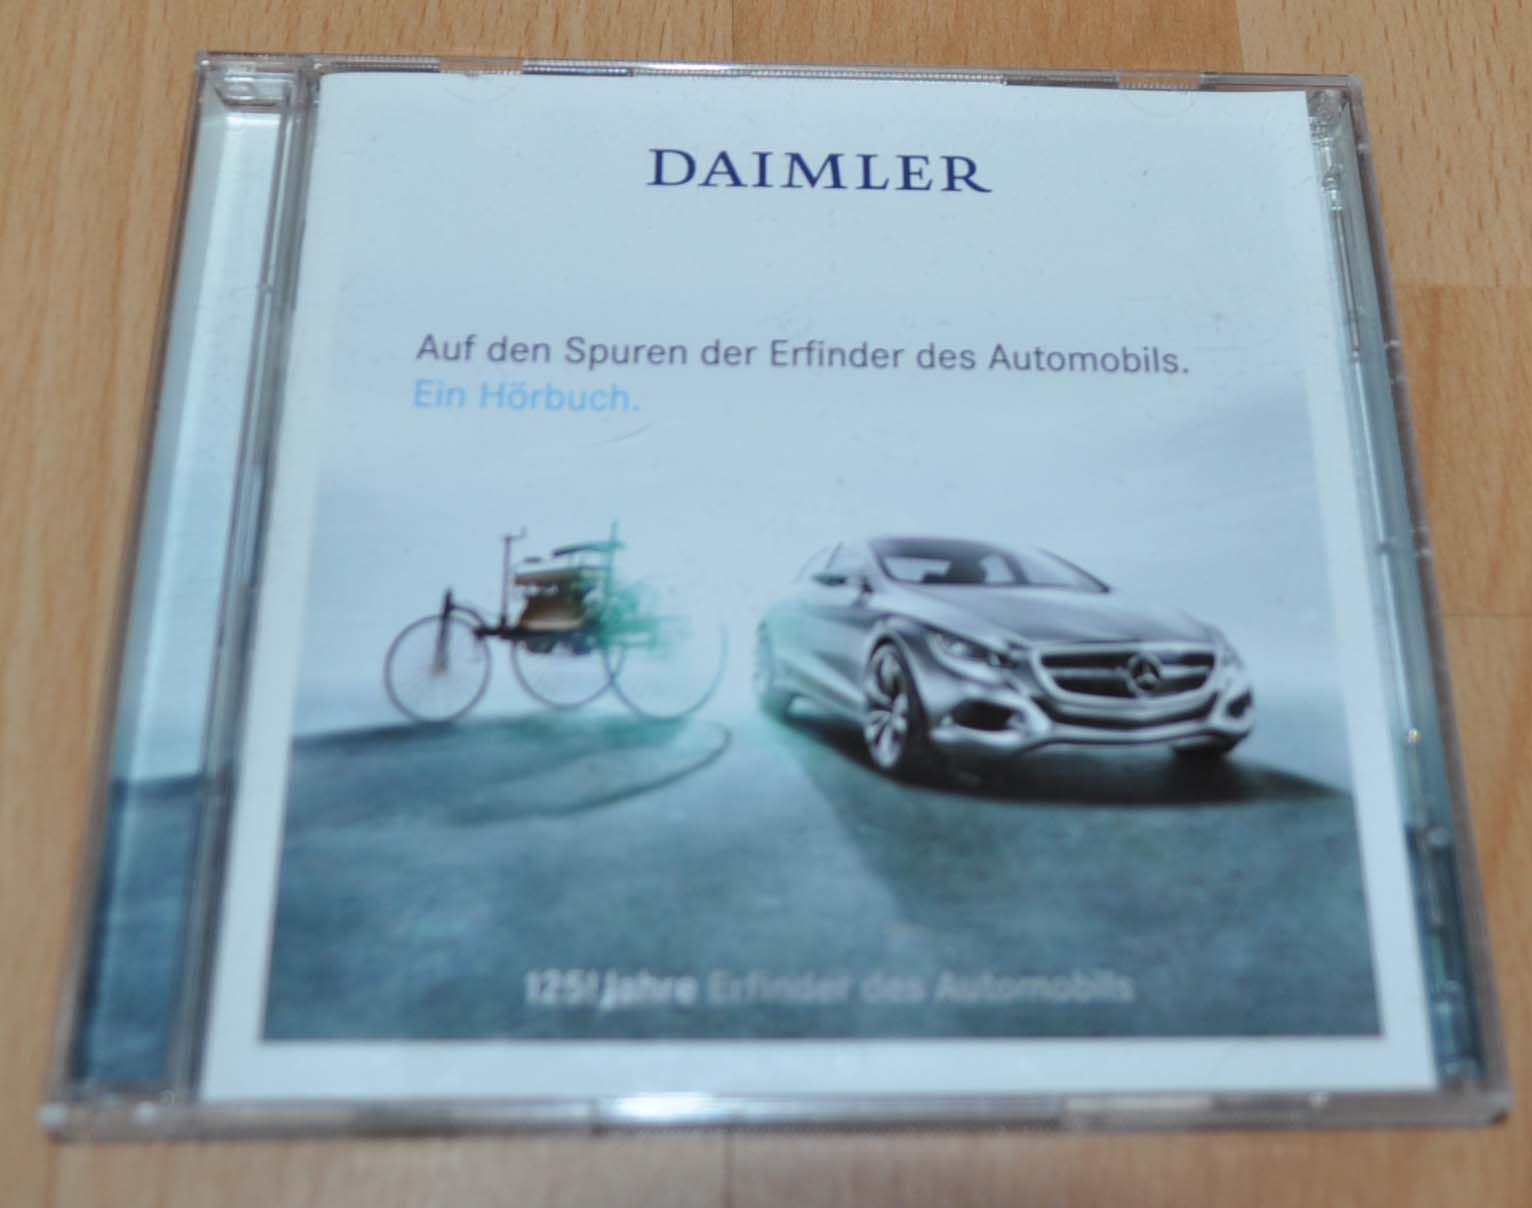 DAIMLER
Auf den Spuren der Erfinder des Automobils.
Ein Hörbuch.
125! Jahre Erfinder des Automobils